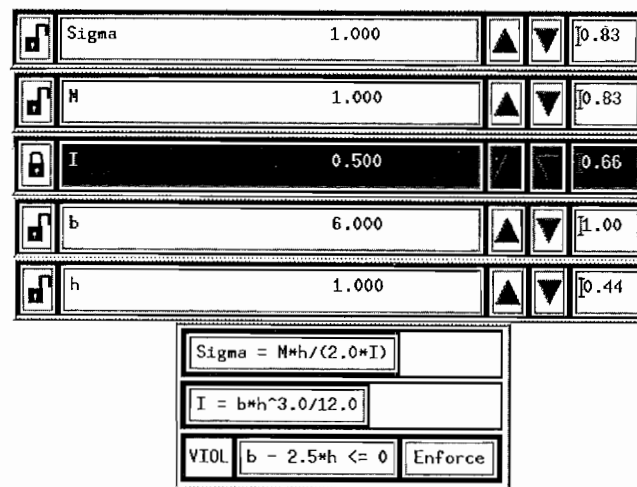 Sigma 1.000 0.83
M 1.000 0.83
I 0.500 0.66
b 6.000 1.00
h 1.000 0.44
Sigma = M*h/(2.0*I)
I = b*h^3.0/12.0
VIOL b - 2.5*h <= 0 Enforce